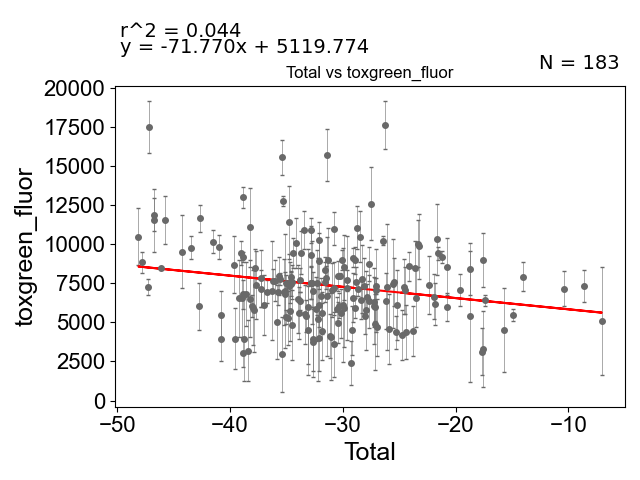 r^2 = 0.044
y = -71.770x + 5119.774
N = 183
Total vs toxgreen_fluor
toxgreen_fluor
20000
17500
15000
12500
10000
7500
5000
2500
0
−50
−40
−30
−20
−10
Total